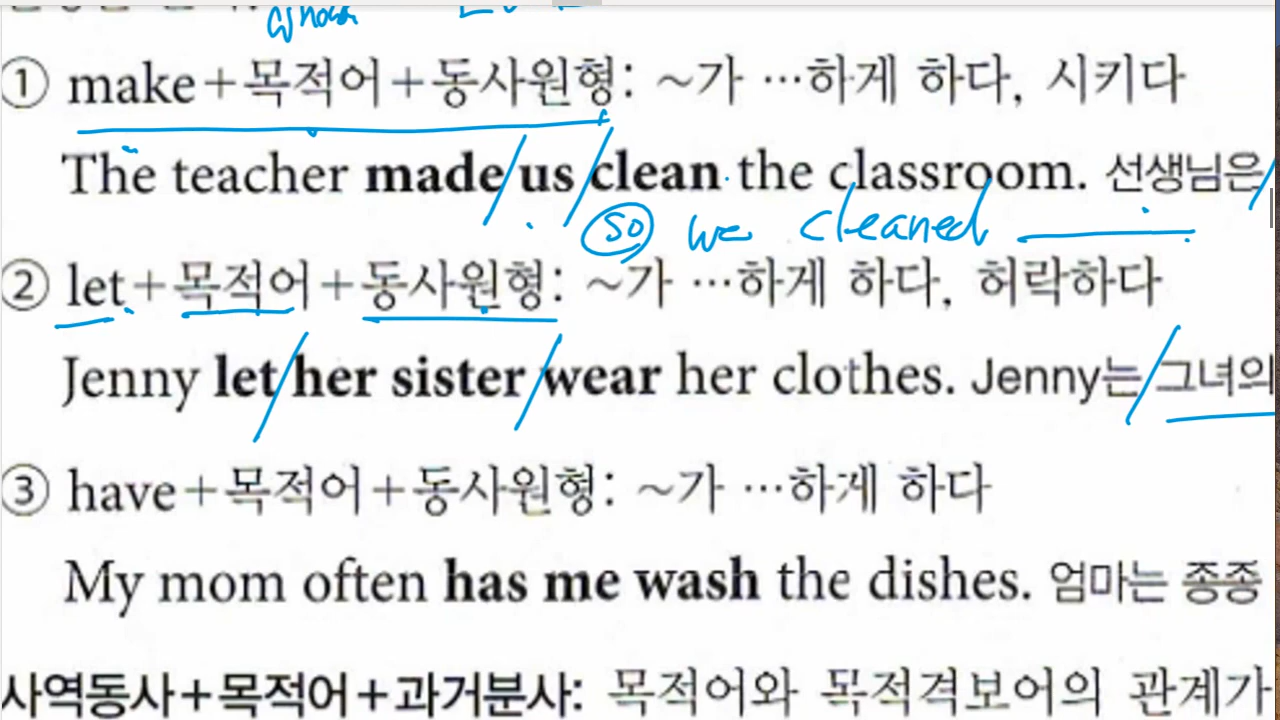 ① make+목적어+동사원형: ~가 …하게 하다, 시키다
The teacher made/us/clean the classroom. 선생님은/
so we cleaned
② let+목적어+동사원형: ~가 …하게 하다, 허락하다
Jenny let/her sister/wear her clothes. Jenny는/그녀의
③ have+목적어+동사원형: ~가 …하게 하다
My mom often has me wash the dishes. 엄마는 종종
사역동사+목적어+과거분사: 목적어와 목적격보어의 관계가